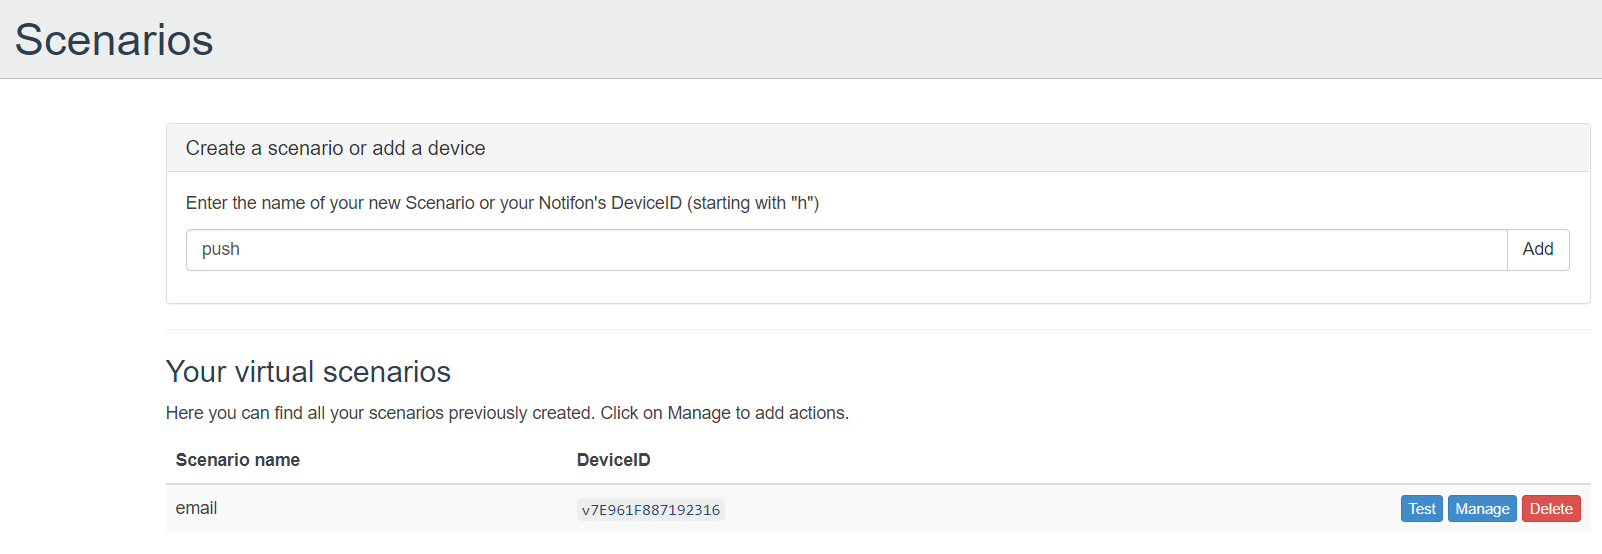 Scenarios
Create a scenario or add a device
Enter the name of your new Scenario or your Notifon's DeviceID (starting with "h")
push Add
Your virtual scenarios
Here you can find all your scenarios previously created. Click on Manage to add actions.
Scenario name DeviceID
email v7E961F887192316 Test Manage Delete